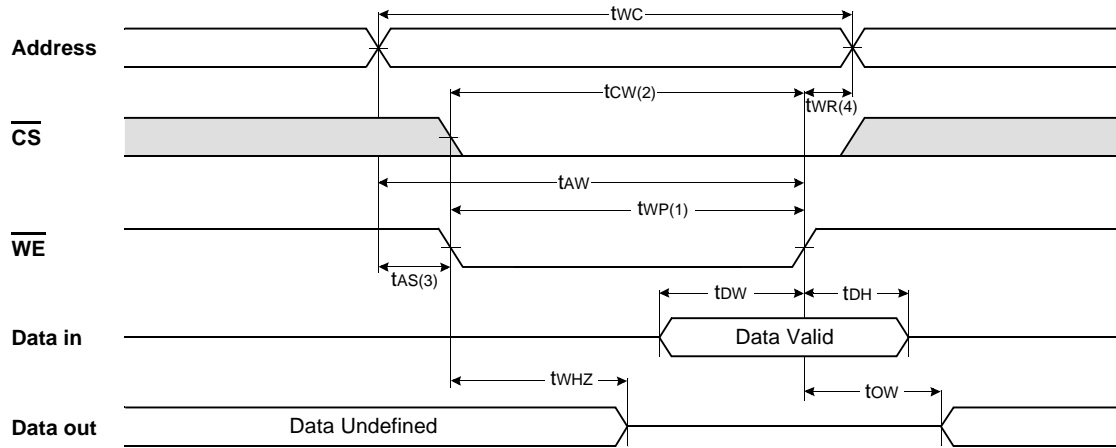 tWC
Address
tCW(2)
tWR(4)
CS
tAW
tWP(1)
WE
tAS(3)
tDW
tDH
Data in
Data Valid
tWHZ
tOW
Data out
Data Undefined